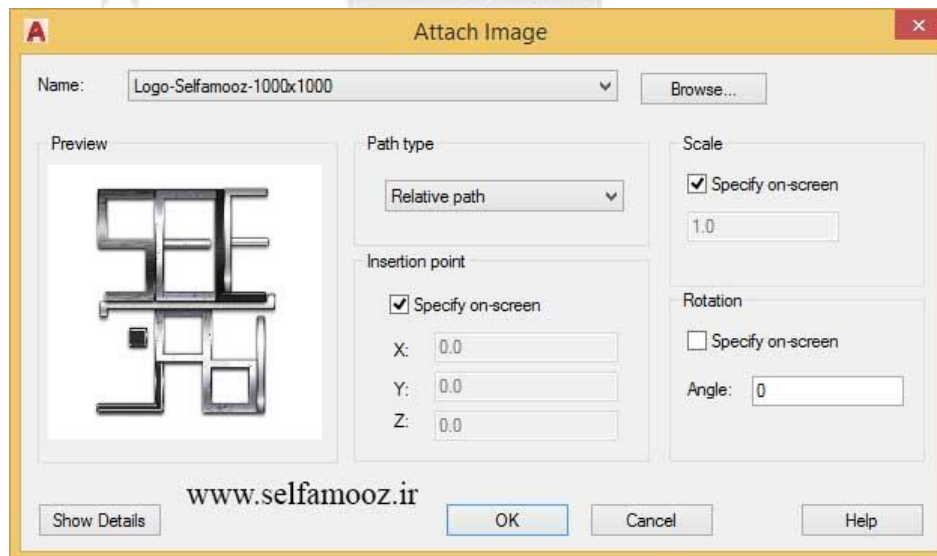 Attach Image
Name:
Logo-Selfamooz-1000x1000
Browse...
Preview
Path type
Relative path
Insertion point
Specify on-screen
X: 0.0
Y: 0.0
Z: 0.0
Scale
Specify on-screen
1.0
Rotation
Specify on-screen
Angle: 0
www.selfamooz.ir
Show Details
OK
Cancel
Help